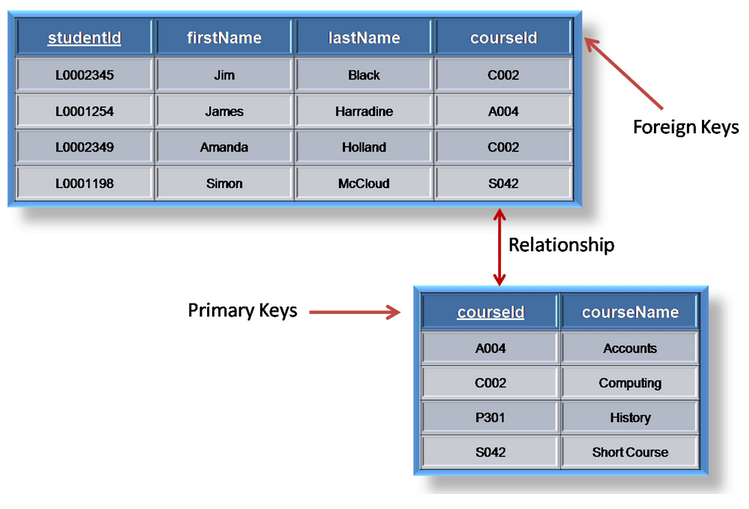 studentId firstName lastName courseId
L0002345 Jim Black C002
L0001254 James Harradine A004
L0002349 Amanda Holland C002
L0001198 Simon McCloud S042
Foreign Keys
Relationship
Primary Keys
courseId courseName
A004 Accounts
C002 Computing
P301 History
S042 Short Course